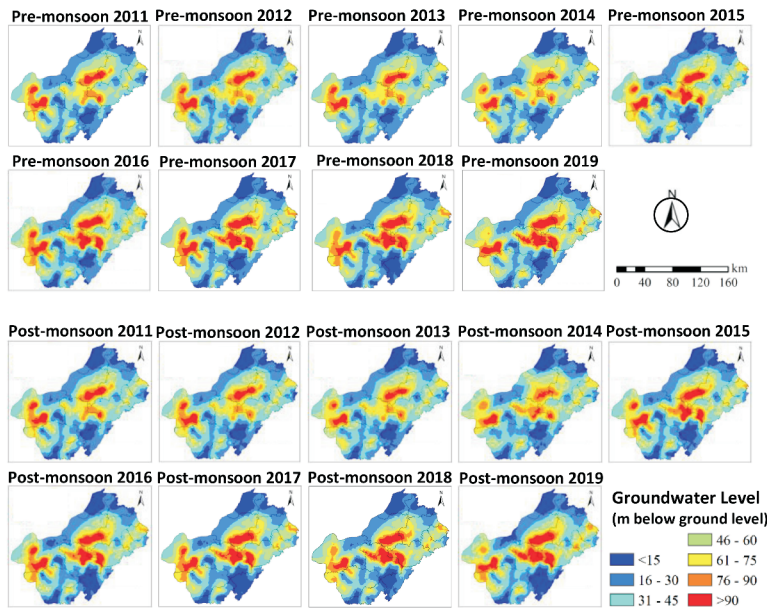 Pre-monsoon 2011 Pre-monsoon 2012 Pre-monsoon 2013 Pre-monsoon 2014 Pre-monsoon 2015
N N N N N
Pre-monsoon 2016 Pre-monsoon 2017 Pre-monsoon 2018 Pre-monsoon 2019
N N N N N
km
0 20 40 80 120 160
Post-monsoon 2011 Post-monsoon 2012 Post-monsoon 2013 Post-monsoon 2014 Post-monsoon 2015
N N N N N
Post-monsoon 2016 Post-monsoon 2017 Post-monsoon 2018 Post-monsoon 2019
N N N N
Groundwater Level
(m below ground level)
46 - 60
<15 61 - 75
16 - 30 76 - 90
31 - 45 >90